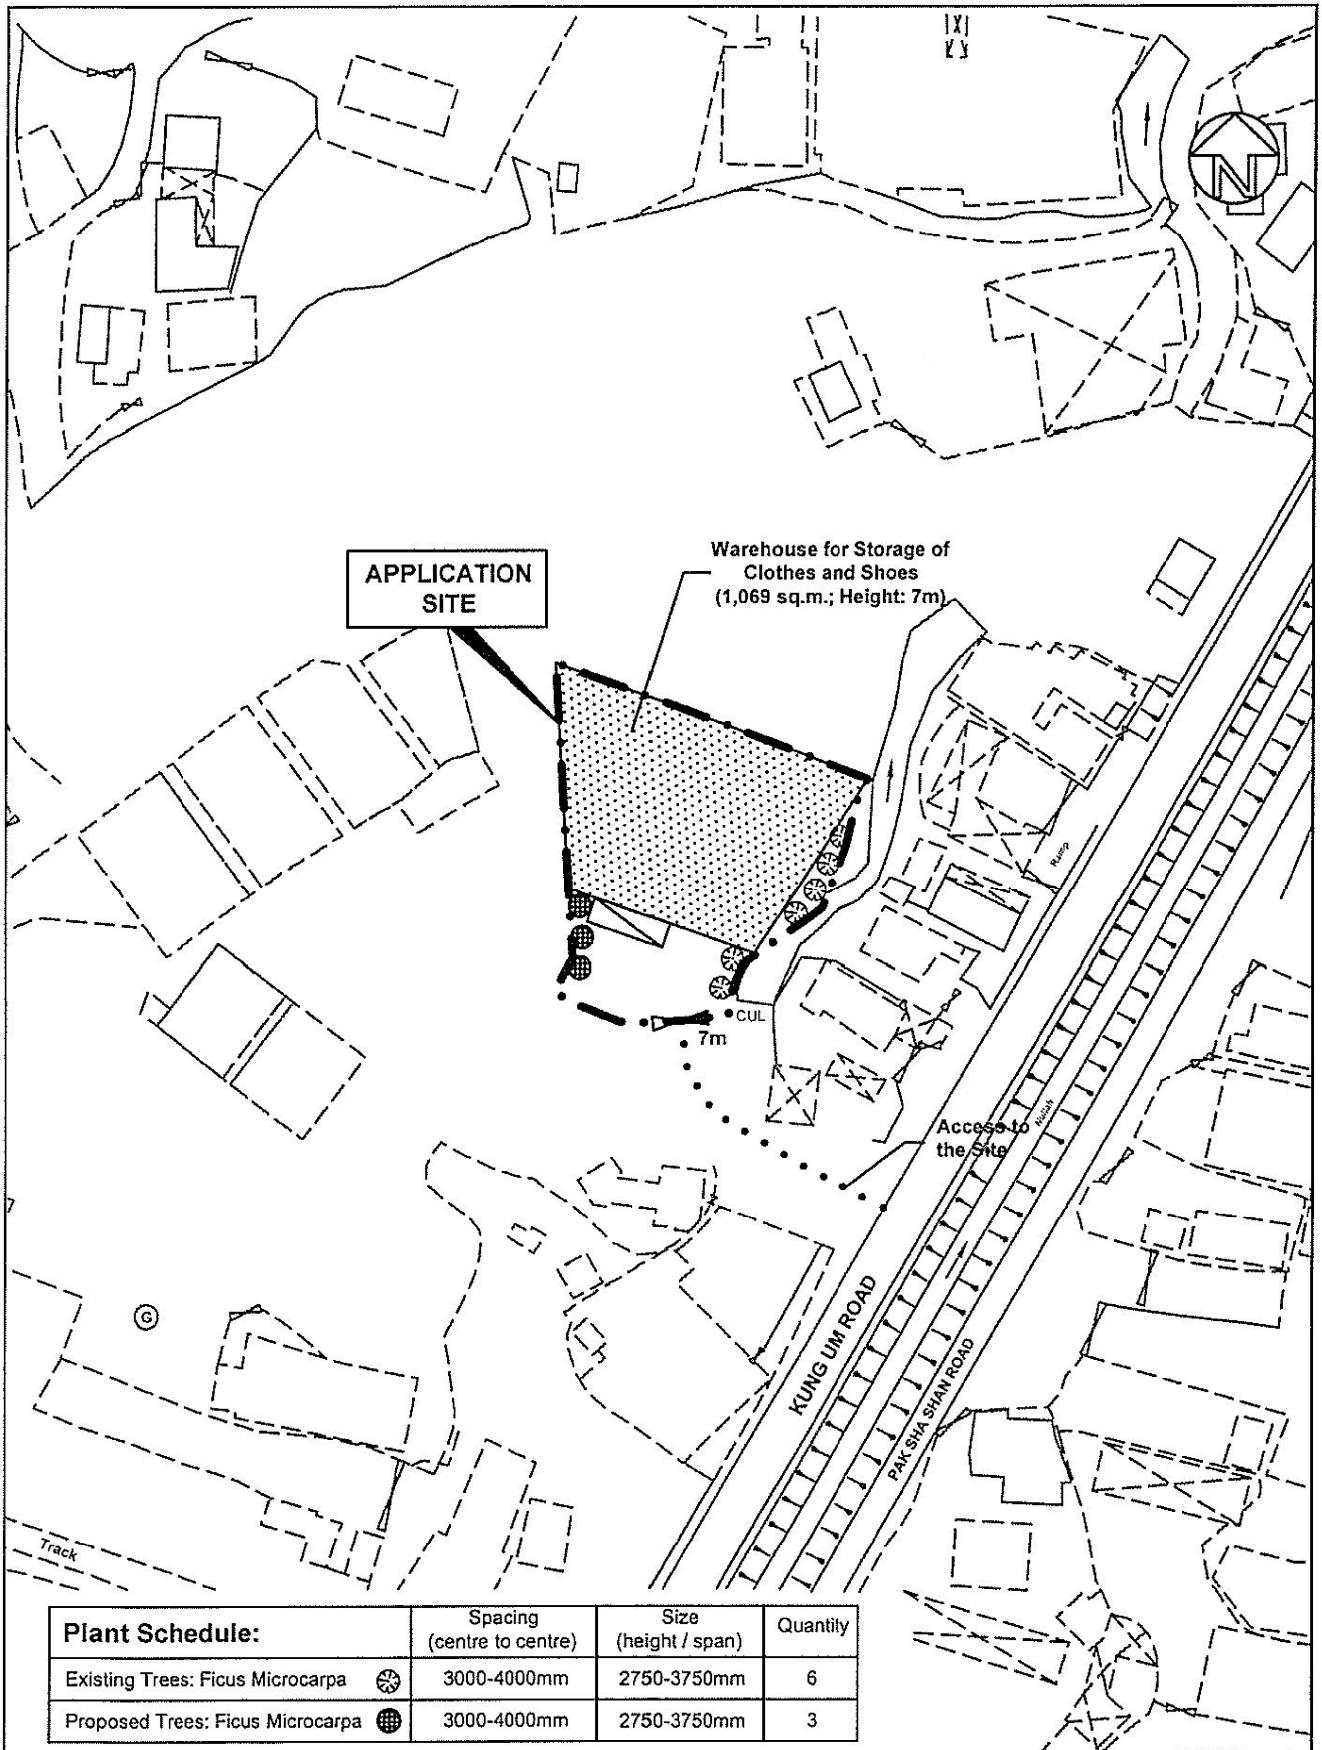 N
APPLICATION
SITE
Warehouse for Storage of
Clothes and Shoes
(1,069 sq.m.; Height: 7m)
Ramp
CUL
7m
Access to
the Site
Nullah
KUNG UM ROAD
PAK SHA SHAN ROAD
G
Track
Plant Schedule:
Spacing
(centre to centre)
Size
(height / span)
Quantity
Existing Trees: Ficus Microcarpa
3000-4000mm
2750-3750mm
6
Proposed Trees: Ficus Microcarpa
3000-4000mm
2750-3750mm
3